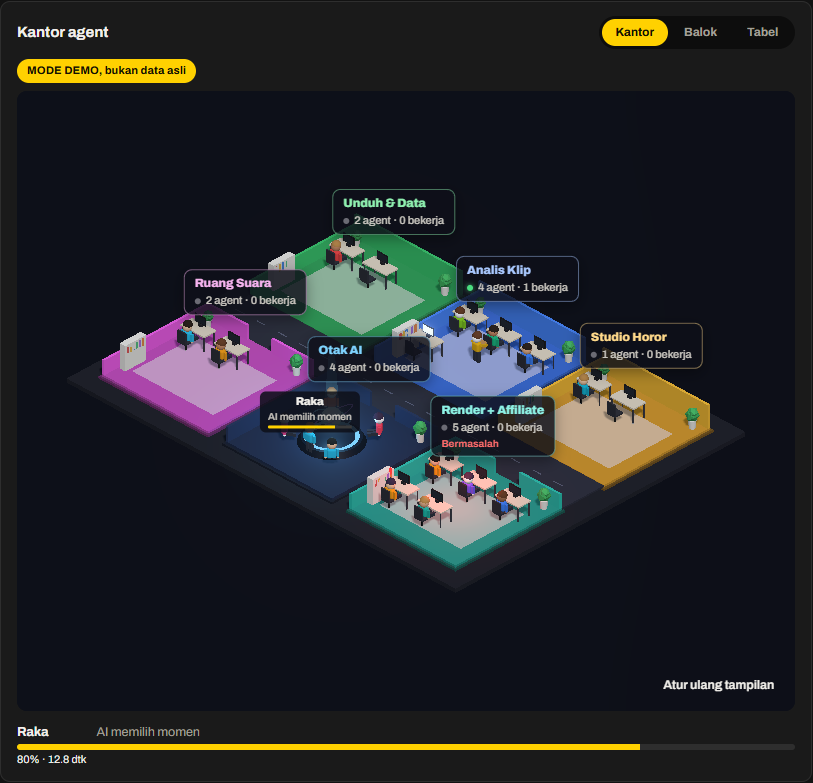 Kantor agent
Kantor
Balok
Tabel
MODE DEMO, bukan data asli
Unduh & Data
2 agent · 0 bekerja
Analis Klip
4 agent · 1 bekerja
Ruang Suara
2 agent · 0 bekerja
Studio Horor
1 agent · 0 bekerja
Otak AI
4 agent · 0 bekerja
Raka
AI memilih momen
Render + Affiliate
5 agent · 0 bekerja
Bermasalah
Atur ulang tampilan
Raka
AI memilih momen
80% · 12.8 dtk